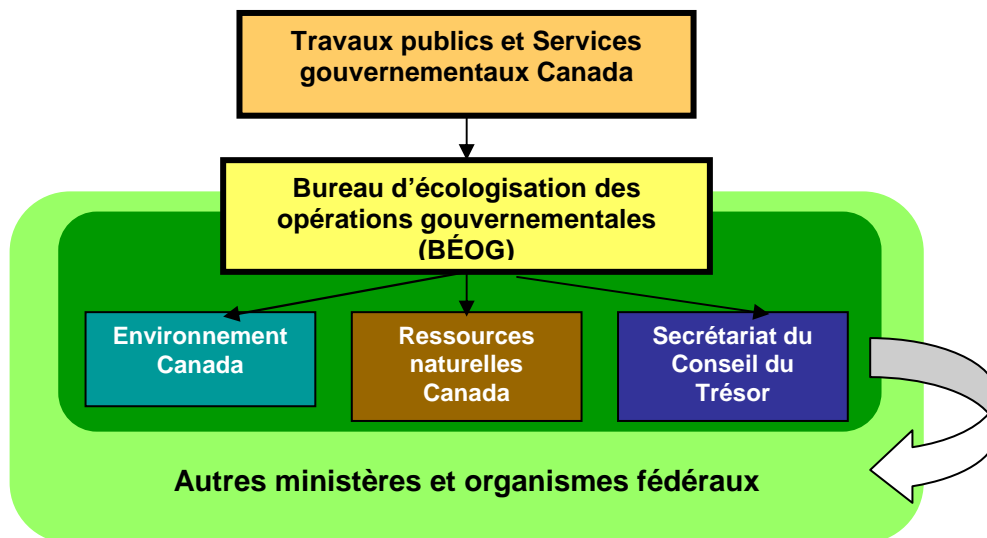 Travaux publics et Services
gouvernementaux Canada
Bureau d’écologisation des
opérations gouvernementales
(BÉOG)
Environnement
Canada
Ressources
naturelles
Canada
Secrétariat du
Conseil du
Trésor
Autres ministères et organismes fédéraux